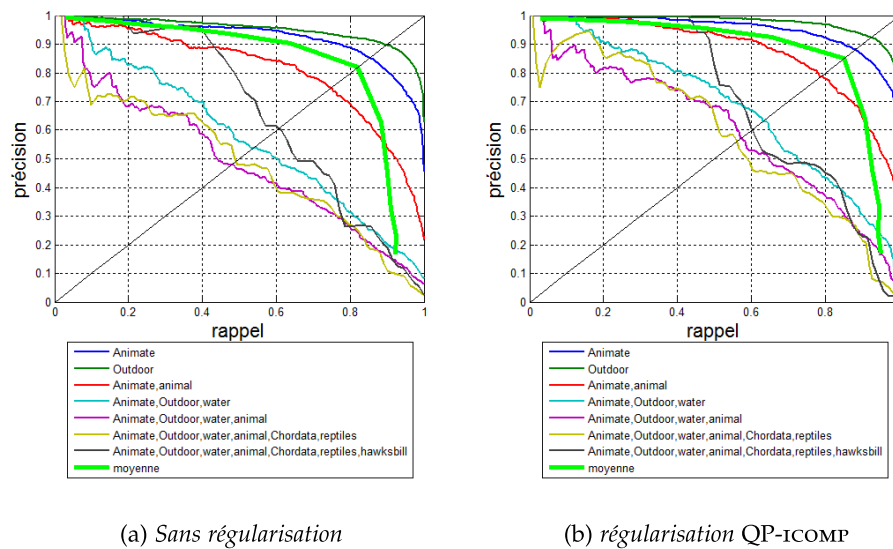 1
0.9
0.8
0.7
0.6
0.5
0.4
0.3
0.2
0.1
0
précision
0 0.2 0.4 0.6 0.8 1
rappel
Animate
Outdoor
Animate,animal
Animate,Outdoor,water
Animate,Outdoor,water,animal
Animate,Outdoor,water,animal,Chordata,reptiles
Animate,Outdoor,water,animal,Chordata,reptiles,hawksbill
moyenne
(a) Sans régularisation
1
0.9
0.8
0.7
0.6
0.5
0.4
0.3
0.2
0.1
0
précision
0 0.2 0.4 0.6 0.8
rappel
Animate
Outdoor
Animate,animal
Animate,Outdoor,water
Animate,Outdoor,water,animal
Animate,Outdoor,water,animal,Chordata,reptiles
Animate,Outdoor,water,animal,Chordata,reptiles,hawksbill
moyenne
(b) régularisation QP-ICOMP